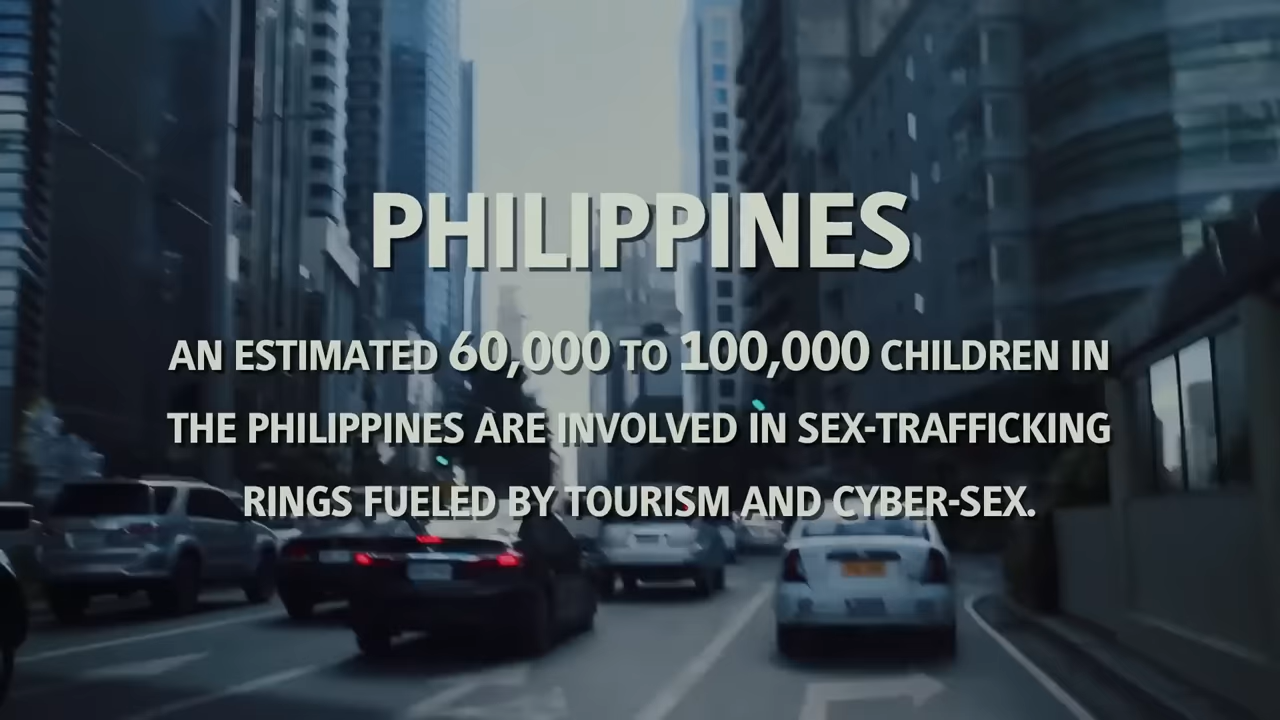 PHILIPPINES
AN ESTIMATED 60,000 TO 100,000 CHILDREN IN
THE PHILIPPINES ARE INVOLVED IN SEX-TRAFFICKING
RINGS FUELED BY TOURISM AND CYBER-SEX.